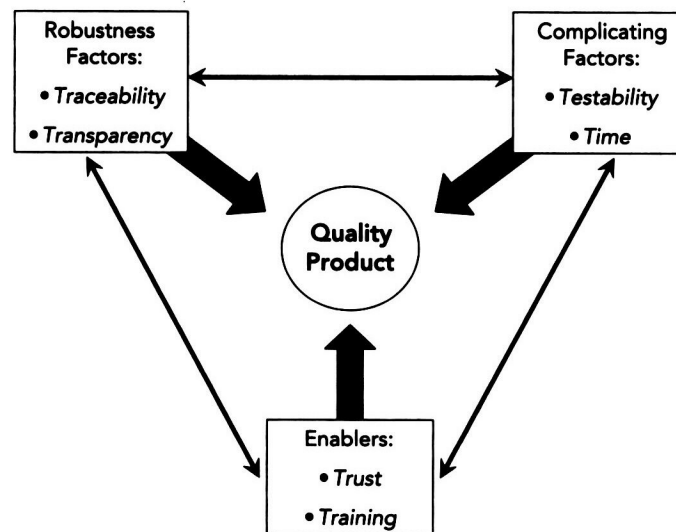 Robustness
Factors:
• Traceability
• Transparency
Complicating
Factors:
• Testability
• Time
Quality
Product
Enablers:
• Trust
• Training